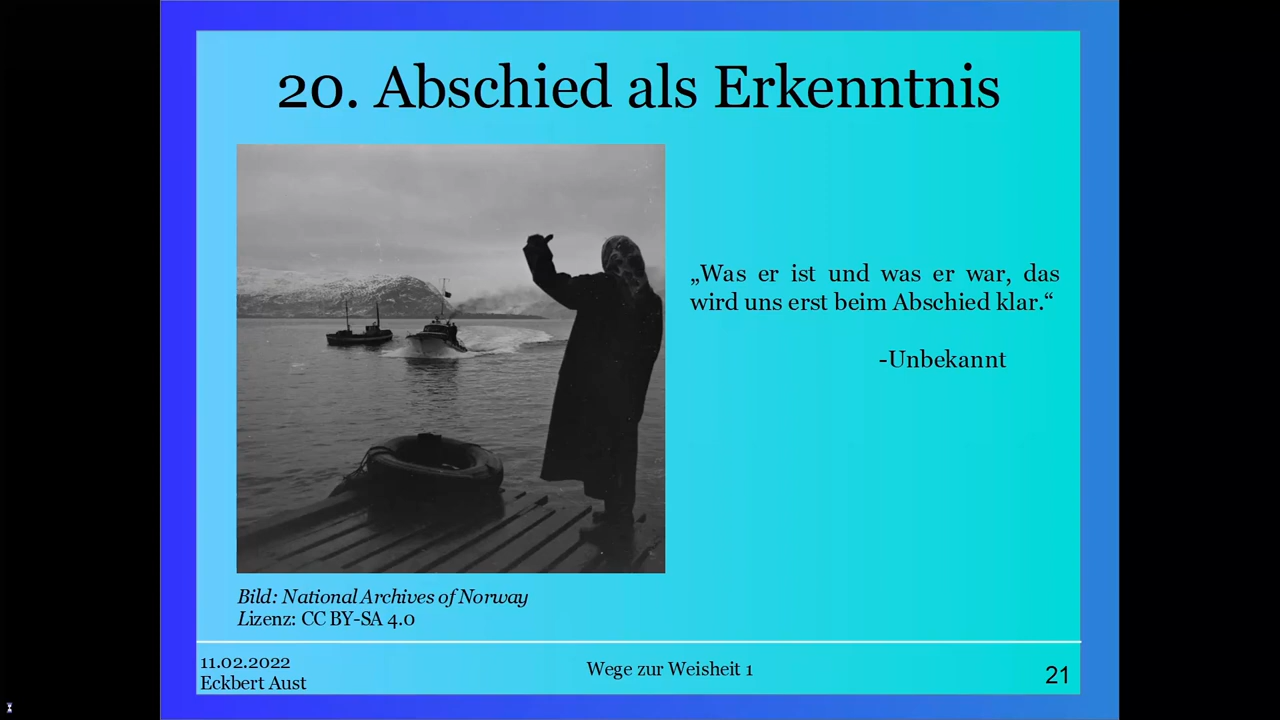 20. Abschied als Erkenntnis
„Was er ist und was er war, das
wird uns erst beim Abschied klar.“
-Unbekannt
Bild: National Archives of Norway
Lizenz: CC BY-SA 4.0
11.02.2022
Eckbert Aust
Wege zur Weisheit 1
21